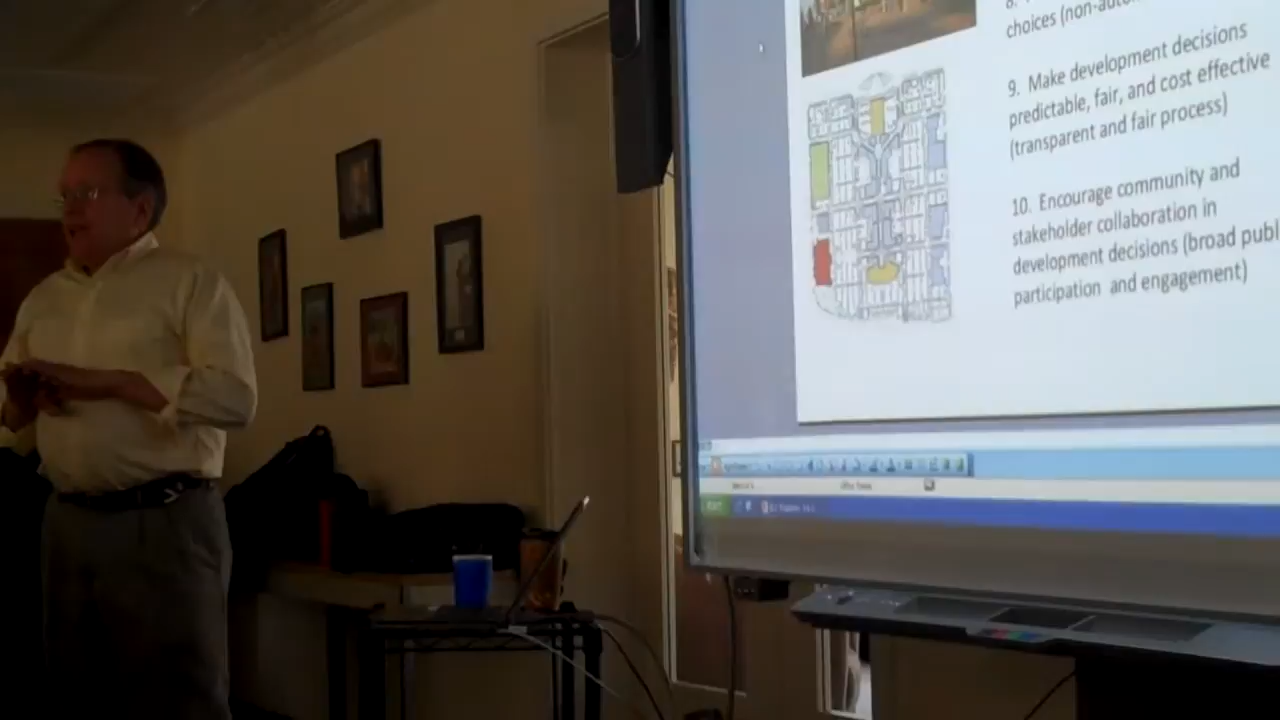 8.
choices (non-auto
9. Make development decisions
predictable, fair, and cost effective
(transparent and fair process)
10. Encourage community and
stakeholder collaboration in
development decisions (broad publ
participation and engagement)